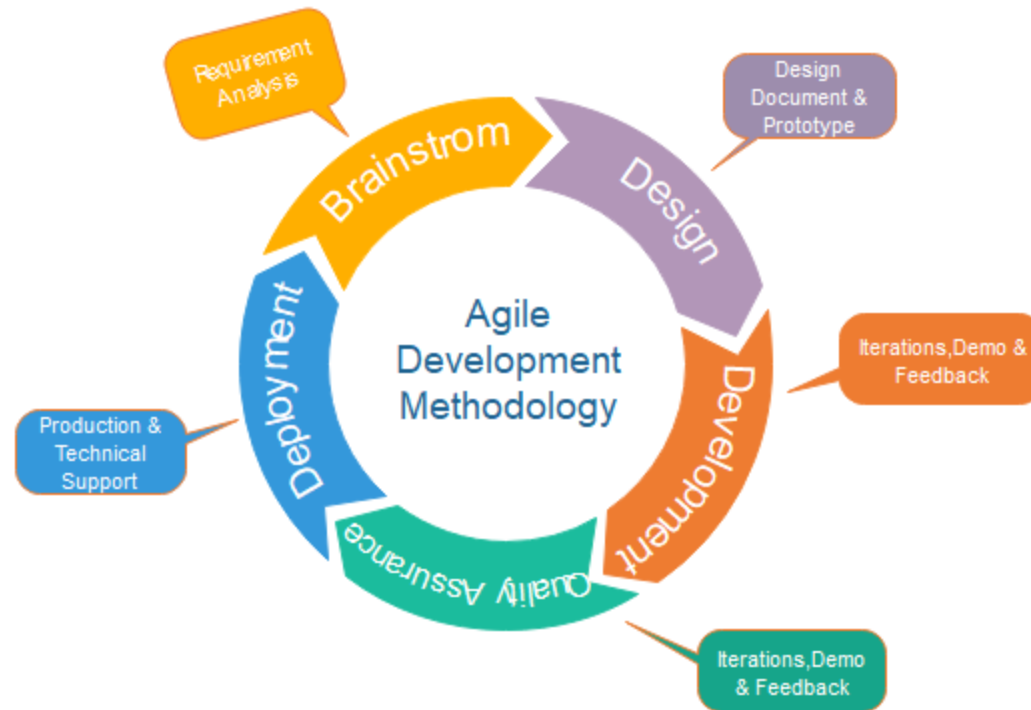 Requirement
Analysis
Brainstrom
Design
Document &
Prototype
Design
Agile
Development
Methodology
Iterations,Demo &
Feedback
Development
Deployment
Production &
Technical
Support
Quality Assurance
Iterations,Demo
& Feedback